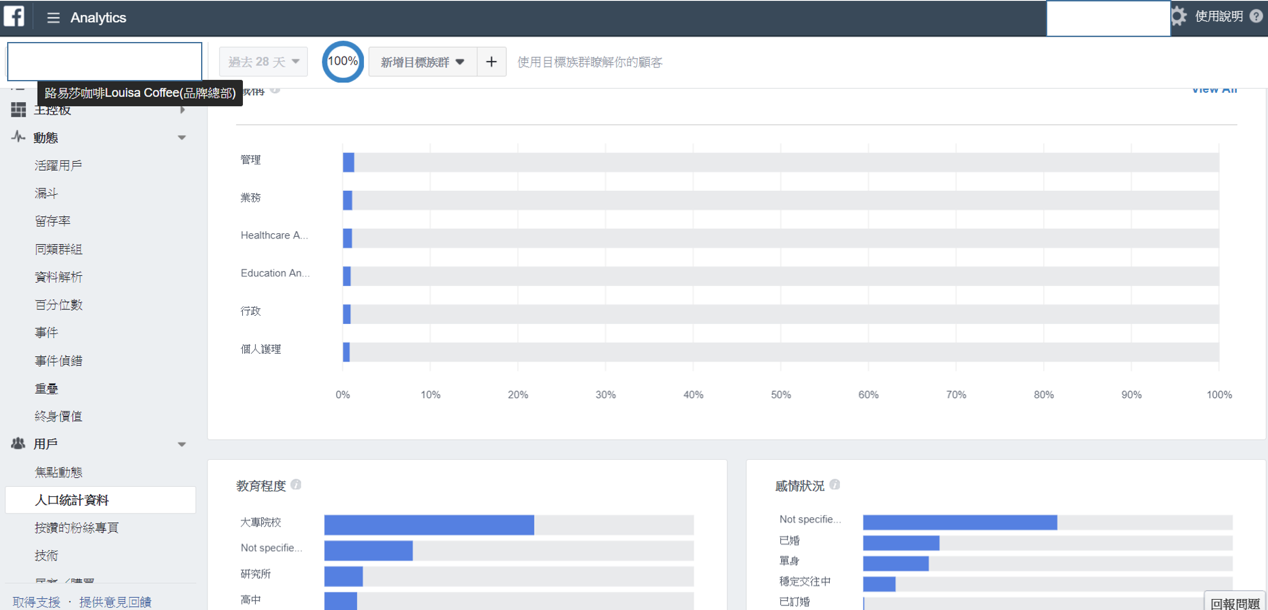 Analytics
使用說明
過去 28 天
100%
新增目標族群
+
使用目標族群瞭解你的顧客
路易莎咖啡Louisa Coffee(品牌總部)
職稱
View All
主控板
動態
活躍用戶
漏斗
留存率
同類群組
資料解析
百分位數
事件
事件偵錯
重疊
終身價值
用戶
焦點動態
人口統計資料
按讚的粉絲專頁
技術
取得支援 · 提供意見回饋
管理
業務
Healthcare A...
Education An...
行政
個人護理
0% 10% 20% 30% 40% 50% 60% 70% 80% 90% 100%
教育程度
大專院校
Not specifie...
研究所
高中
感情狀況
Not specifie...
已婚
單身
穩定交往中
已訂婚
回報問題